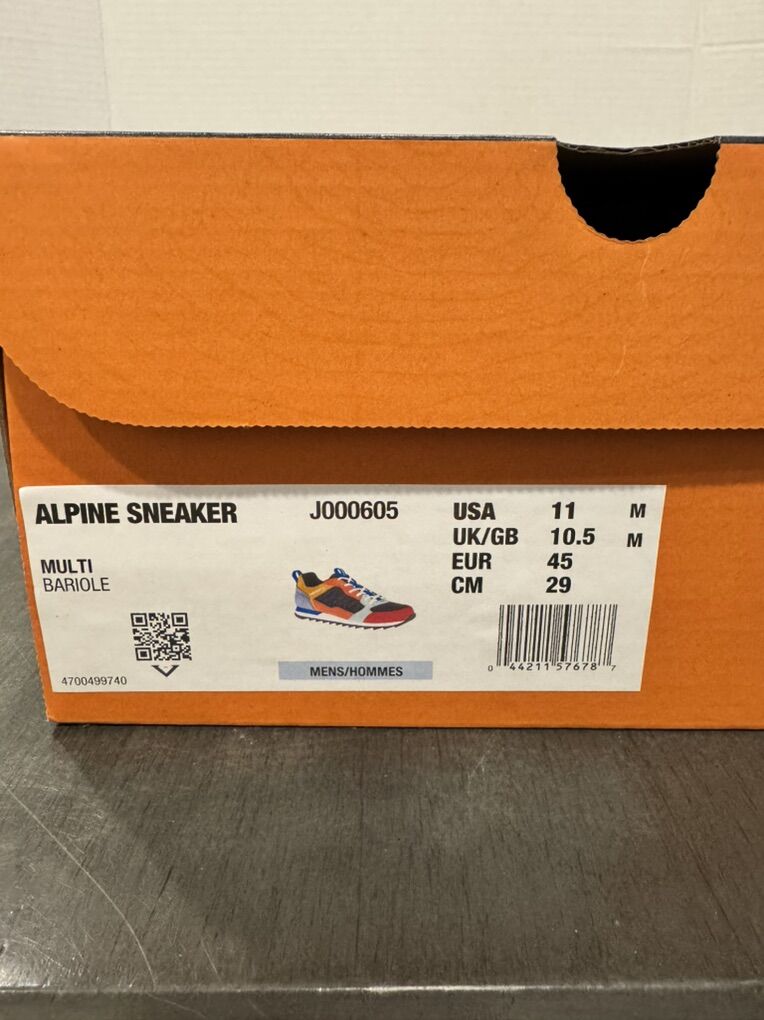 ALPINE SNEAKER
J000605
MULTI
BARIOLE
4700499740
MENS/HOMMES
USA 11 M
UK/GB 10.5 M
EUR 45
CM 29
0 44211 57678 7